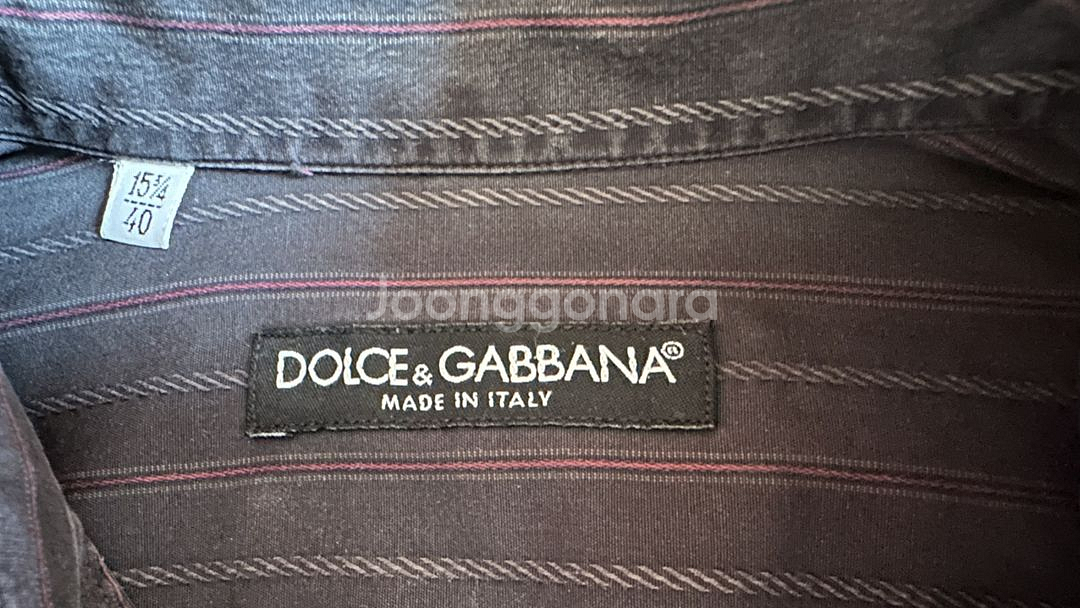 15¾
40
Joonggonara
DOLCE & GABBANA®
MADE IN ITALY